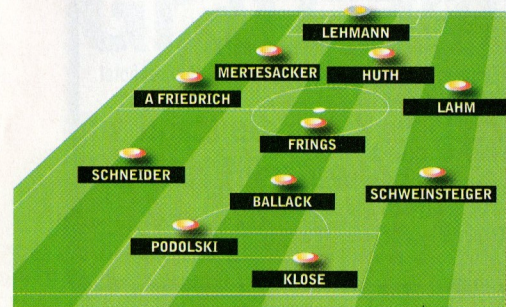 LEHMANN
MERTESACKER
HUTH
A FRIEDRICH
LAHM
FRINGS
SCHNEIDER
SCHWEINSTEIGER
BALLACK
PODOLSKI
KLOSE